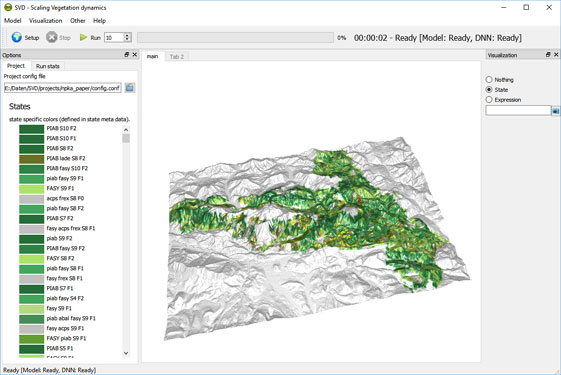 SVD - Scaling Vegetation dynamics
Model Visualization Other Help
Setup Stop Run 10 0% 00:00:02 - Ready [Model: Ready, DNN: Ready]
Options
Project Run stats
Project config file
E:/Daten/SVD/projects/npka_paper/config.conf
States
state specific colors (defined in state meta data).
PIAB S10 F2
PIAB S10 F1
PIAB S8 F2
PIAB lade S8 F2
PIAB fasy S10 F2
piab fasy S9 F1
FASY S9 F1
acps frex S8 F0
piab fasy S8 F2
PIAB S7 F2
fasy acps frex S8 F1
piab S9 F2
PIAB fasy S9 F2
FASY S8 F2
piab fasy S8 F1
fasy frex S8 F1
PIAB S7 F1
piab fasy S4 F2
fasy S9 F1
piab abal fasy S9 F1
fasy acps S9 F1
FASY piab S9 F1
PIAB S5 F1
main Tab 2
Visualization
Nothing
State
Expression
Ready [Model: Ready, DNN: Ready]